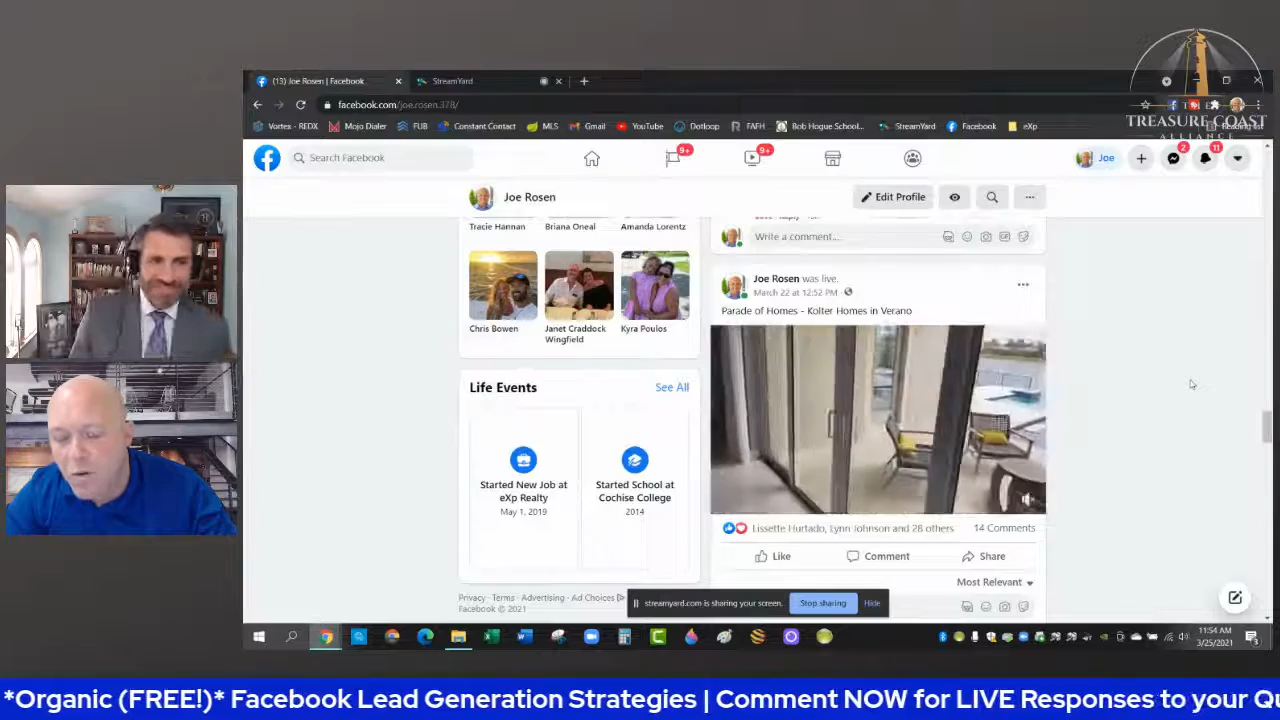 TREASURE COAST
ALLIANCE
(13) Joe Rosen | Facebook
StreamYard
facebook.com/joe.rosen.378/
Vortex - REDX
Mojo Dialer
FUB
Constant Contact
MLS
Gmail
YouTube
Dotloop
FAFH
Bob Hogue School...
StreamYard
Facebook
eXp
Search Facebook
9+
9+
Joe
2
11
Joe Rosen
Edit Profile
Tracie Hannan
Briana Oneal
Amanda Lorentz
Chris Bowen
Janet Craddock Wingfield
Kyra Poulos
Life Events
See All
Started New Job at
eXp Realty
May 1, 2019
Started School at
Cochise College
2014
Privacy · Terms · Advertising · Ad Choices
Facebook © 2021
Write a comment...
Joe Rosen was live.
March 22 at 12:52 PM ·
Parade of Homes - Kolter Homes in Verano
Lissette Hurtado, Lynn Johnson and 28 others
14 Comments
Like
Comment
Share
Most Relevant
streamyard.com is sharing your screen.
Stop sharing
Hide
11:54 AM
3/25/2021
*Organic (FREE!)* Facebook Lead Generation Strategies | Comment NOW for LIVE Responses to your Qu